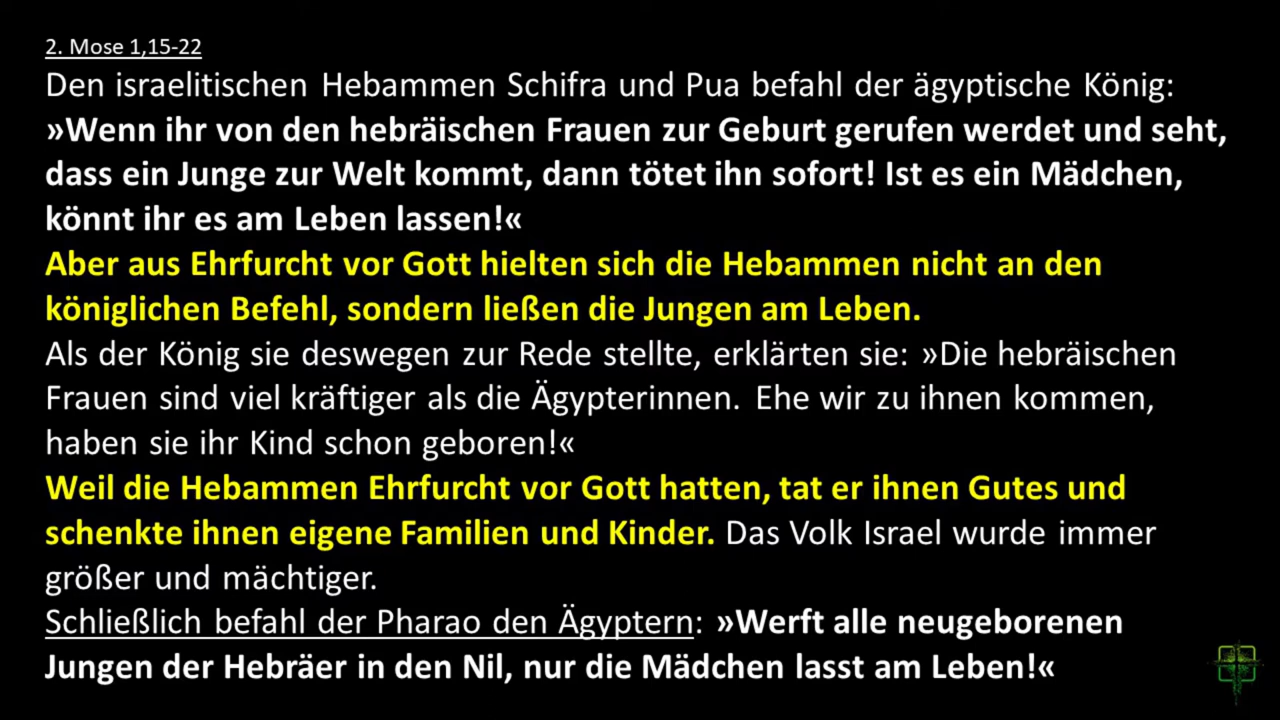 2. Mose 1,15-22
Den israelitischen Hebammen Schifra und Pua befahl der ägyptische König:
»Wenn ihr von den hebräischen Frauen zur Geburt gerufen werdet und seht,
dass ein Junge zur Welt kommt, dann tötet ihn sofort! Ist es ein Mädchen,
könnt ihr es am Leben lassen!«
Aber aus Ehrfurcht vor Gott hielten sich die Hebammen nicht an den
königlichen Befehl, sondern ließen die Jungen am Leben.
Als der König sie deswegen zur Rede stellte, erklärten sie: »Die hebräischen
Frauen sind viel kräftiger als die Ägypterinnen. Ehe wir zu ihnen kommen,
haben sie ihr Kind schon geboren!«
Weil die Hebammen Ehrfurcht vor Gott hatten, tat er ihnen Gutes und
schenkte ihnen eigene Familien und Kinder. Das Volk Israel wurde immer
größer und mächtiger.
Schließlich befahl der Pharao den Ägyptern: »Werft alle neugeborenen
Jungen der Hebräer in den Nil, nur die Mädchen lasst am Leben!«